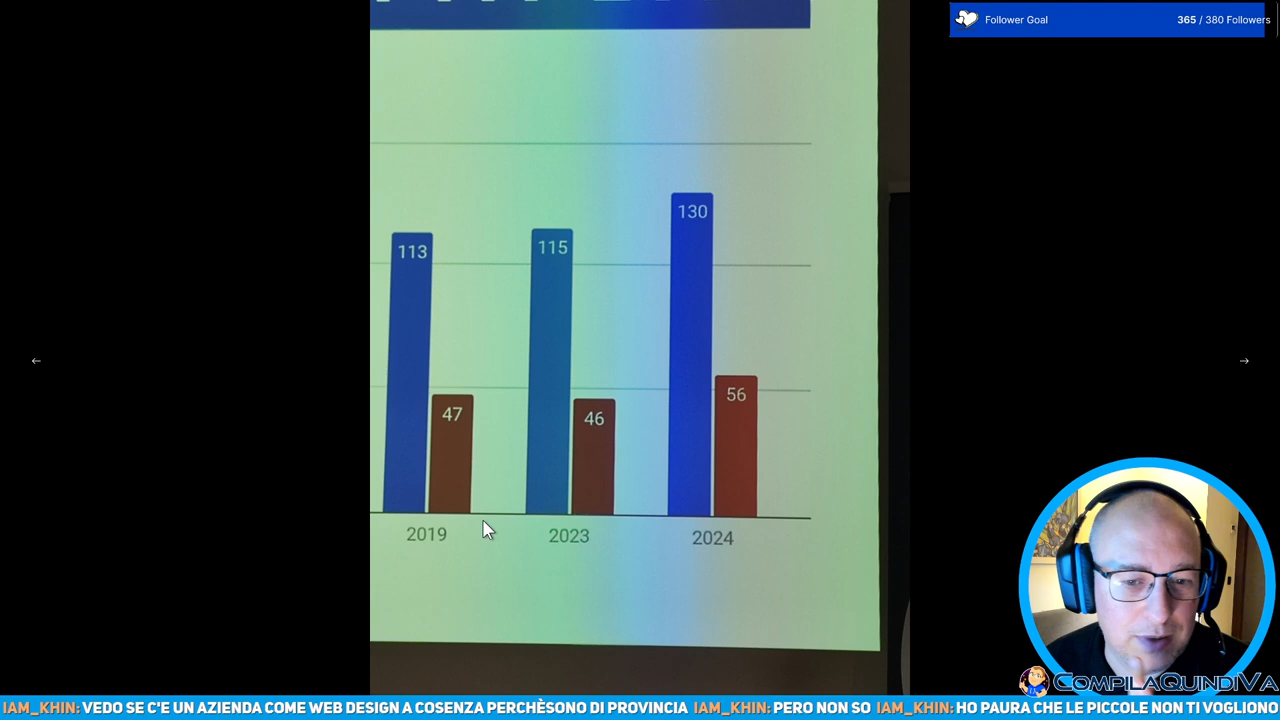 Follower Goal 365 / 380 Followers
130
113 115
56
47 46
2019 2023 2024
COMPILAQUINDIVA
IAM_KHIN: VEDO SE C'E UN AZIENDA COME WEB DESIGN A COSENZA PERCHÈSONO DI PROVINCIA IAM_KHIN: PERO NON SO IAM_KHIN: HO PAURA CHE LE PICCOLE NON TI VOGLIONO